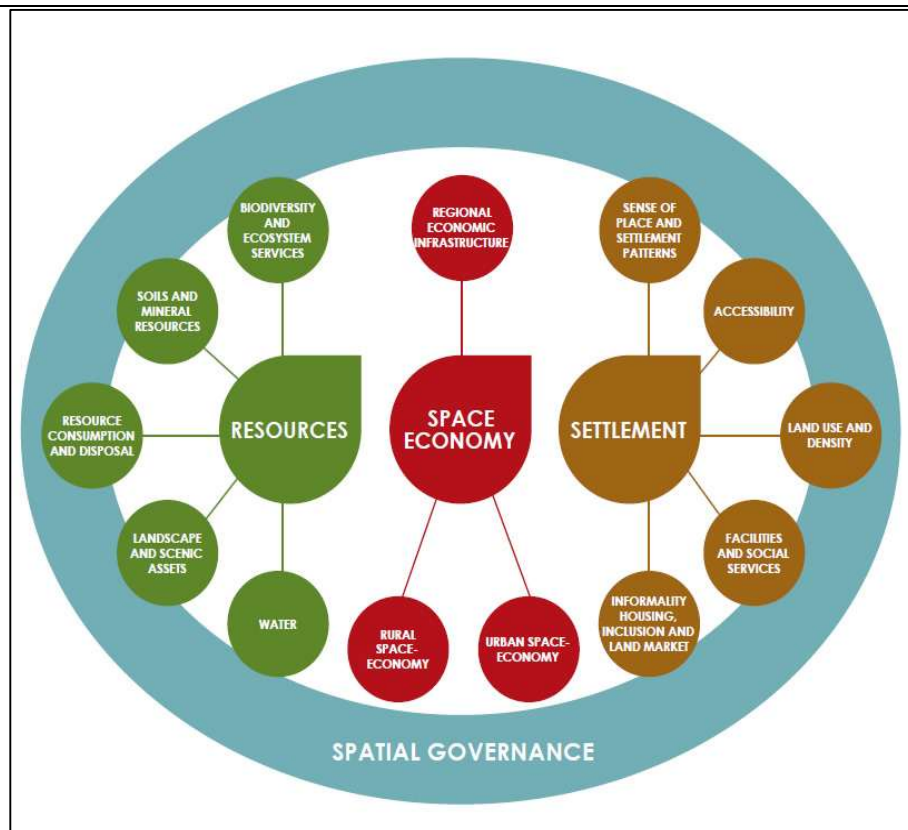 BIODIVERSITY
AND
ECOSYSTEM
SERVICES
SOILS AND
MINERAL
RESOURCES
RESOURCE
CONSUMPTION
AND DISPOSAL
LANDSCAPE
AND SCENIC
ASSETS
WATER
RESOURCES
REGIONAL
ECONOMIC
INFRASTRUCTURE
SPACE
ECONOMY
RURAL
SPACE-
ECONOMY
URBAN SPACE-
ECONOMY
SENSE OF
PLACE AND
SETTLEMENT
PATTERNS
ACCESSIBILITY
SETTLEMENT
LAND USE AND
DENSITY
FACILITIES
AND SOCIAL
SERVICES
INFORMALITY
HOUSING,
INCLUSION AND
LAND MARKET
SPATIAL GOVERNANCE